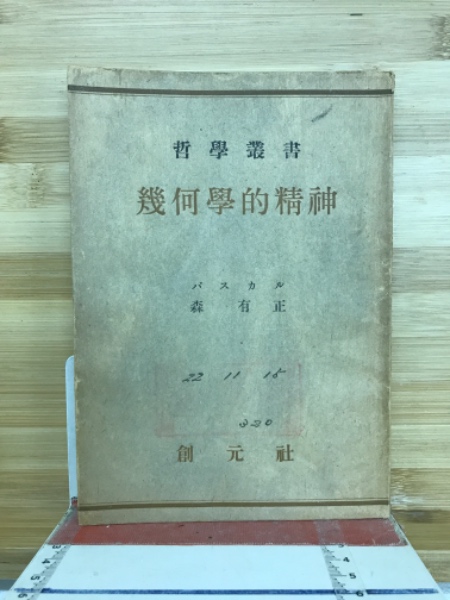 哲學叢書
幾何學的精神
パスカル
森有正
22 11 15
320
創元社